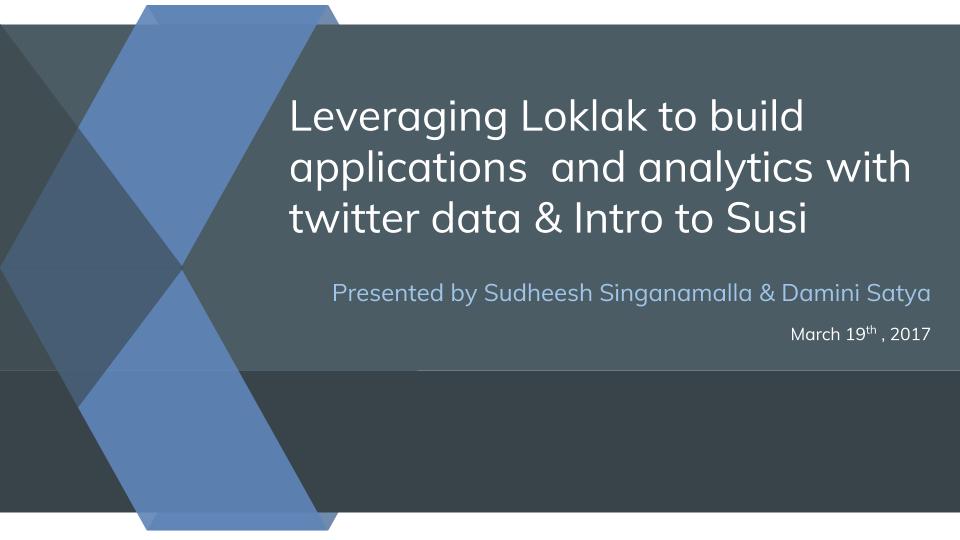 Leveraging Loklak to build
applications  and analytics with
twitter data & Intro to Susi
Presented by Sudheesh Singanamalla & Damini Satya
March 19th , 2017